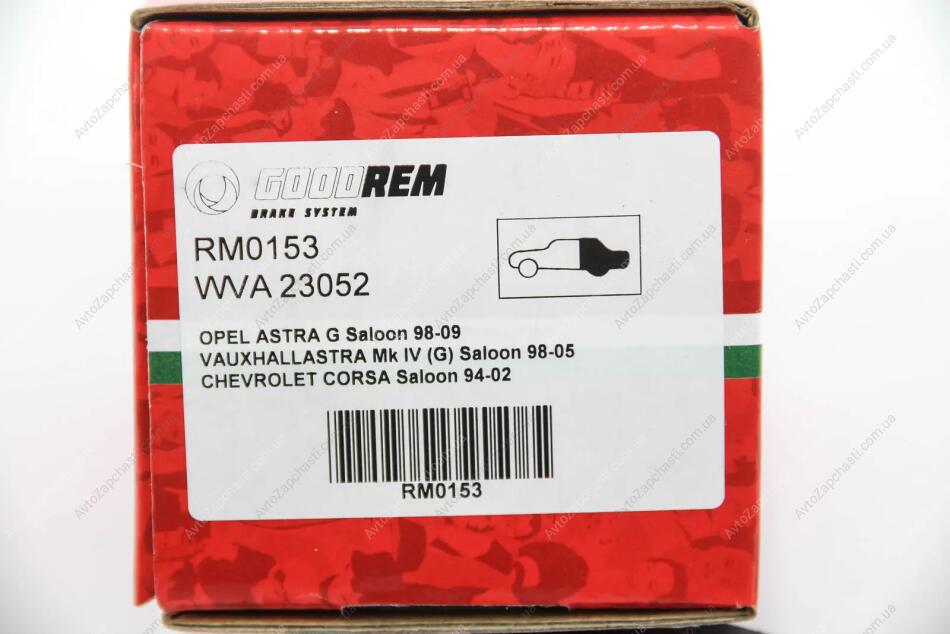 GOODREM
BRAKE SYSTEM
RM0153
WVA 23052
OPEL ASTRA G Saloon 98-09
VAUXHALLASTRA Mk IV (G) Saloon 98-05
CHEVROLET CORSA Saloon 94-02
RM0153
AvtoZapchasti.com.ua